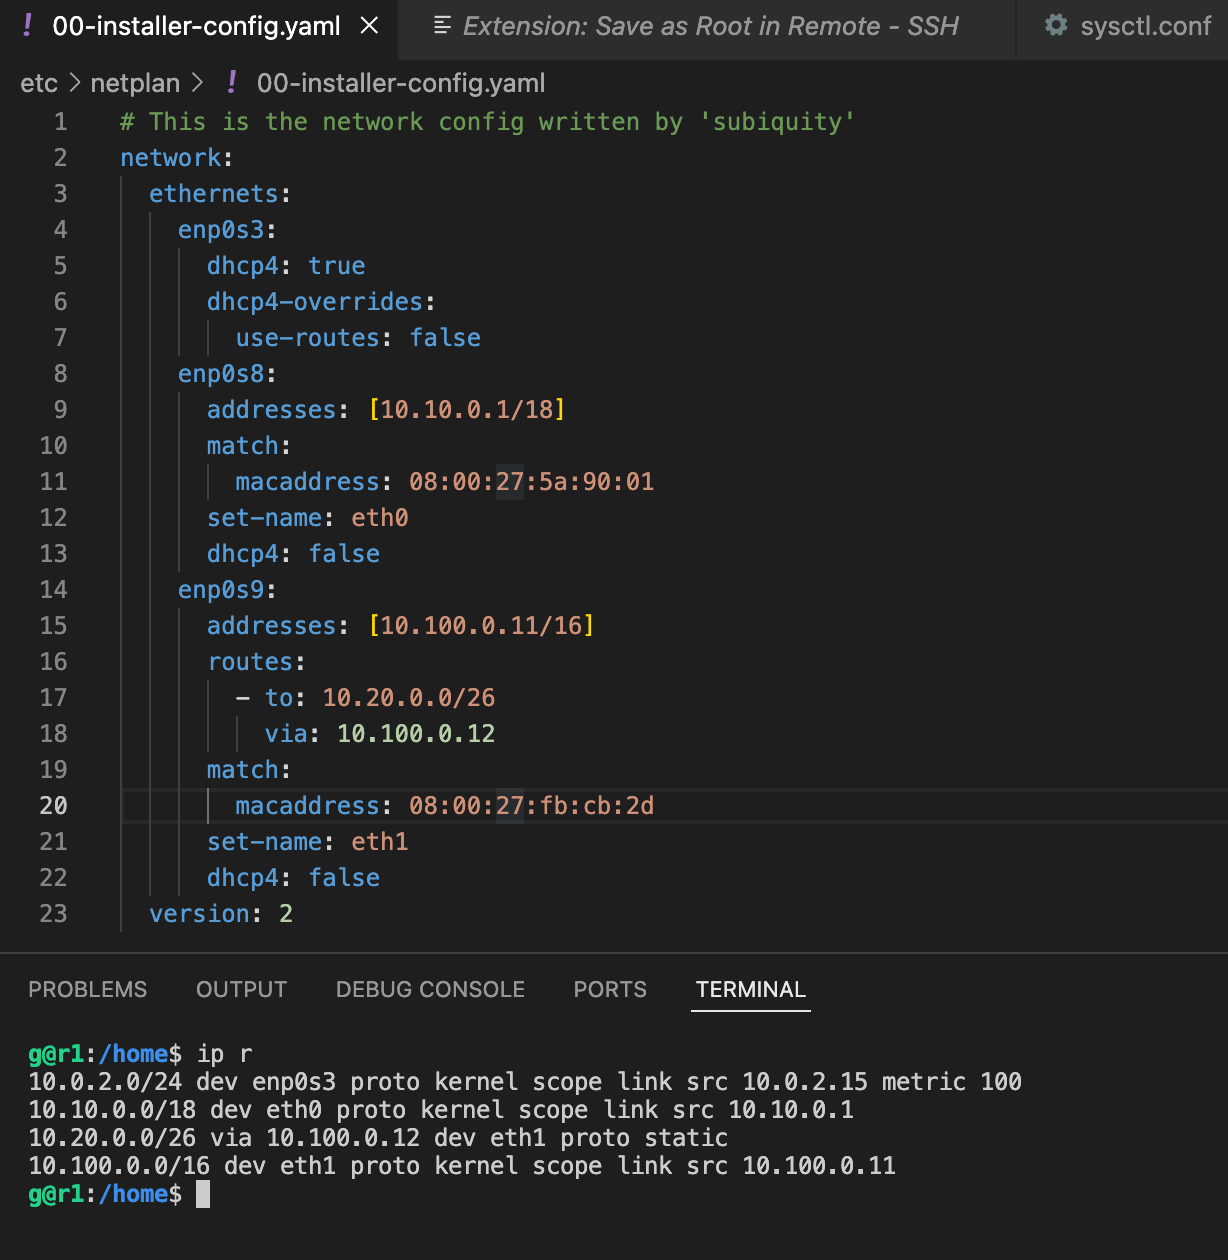 ! 00-installer-config.yaml × Extension: Save as Root in Remote - SSH sysctl.conf
etc > netplan > ! 00-installer-config.yaml
1 # This is the network config written by 'subiquity'
2 network:
3 ethernets:
4 enp0s3:
5 dhcp4: true
6 dhcp4-overrides:
7 use-routes: false
8 enp0s8:
9 addresses: [10.10.0.1/18]
10 match:
11 macaddress: 08:00:27:5a:90:01
12 set-name: eth0
13 dhcp4: false
14 enp0s9:
15 addresses: [10.100.0.11/16]
16 routes:
17 - to: 10.20.0.0/26
18 via: 10.100.0.12
19 match:
20 macaddress: 08:00:27:fb:cb:2d
21 set-name: eth1
22 dhcp4: false
23 version: 2
PROBLEMS OUTPUT DEBUG CONSOLE PORTS TERMINAL
g@r1:/home$ ip r
10.0.2.0/24 dev enp0s3 proto kernel scope link src 10.0.2.15 metric 100
10.10.0.0/18 dev eth0 proto kernel scope link src 10.10.0.1
10.20.0.0/26 via 10.100.0.12 dev eth1 proto static
10.100.0.0/16 dev eth1 proto kernel scope link src 10.100.0.11
g@r1:/home$